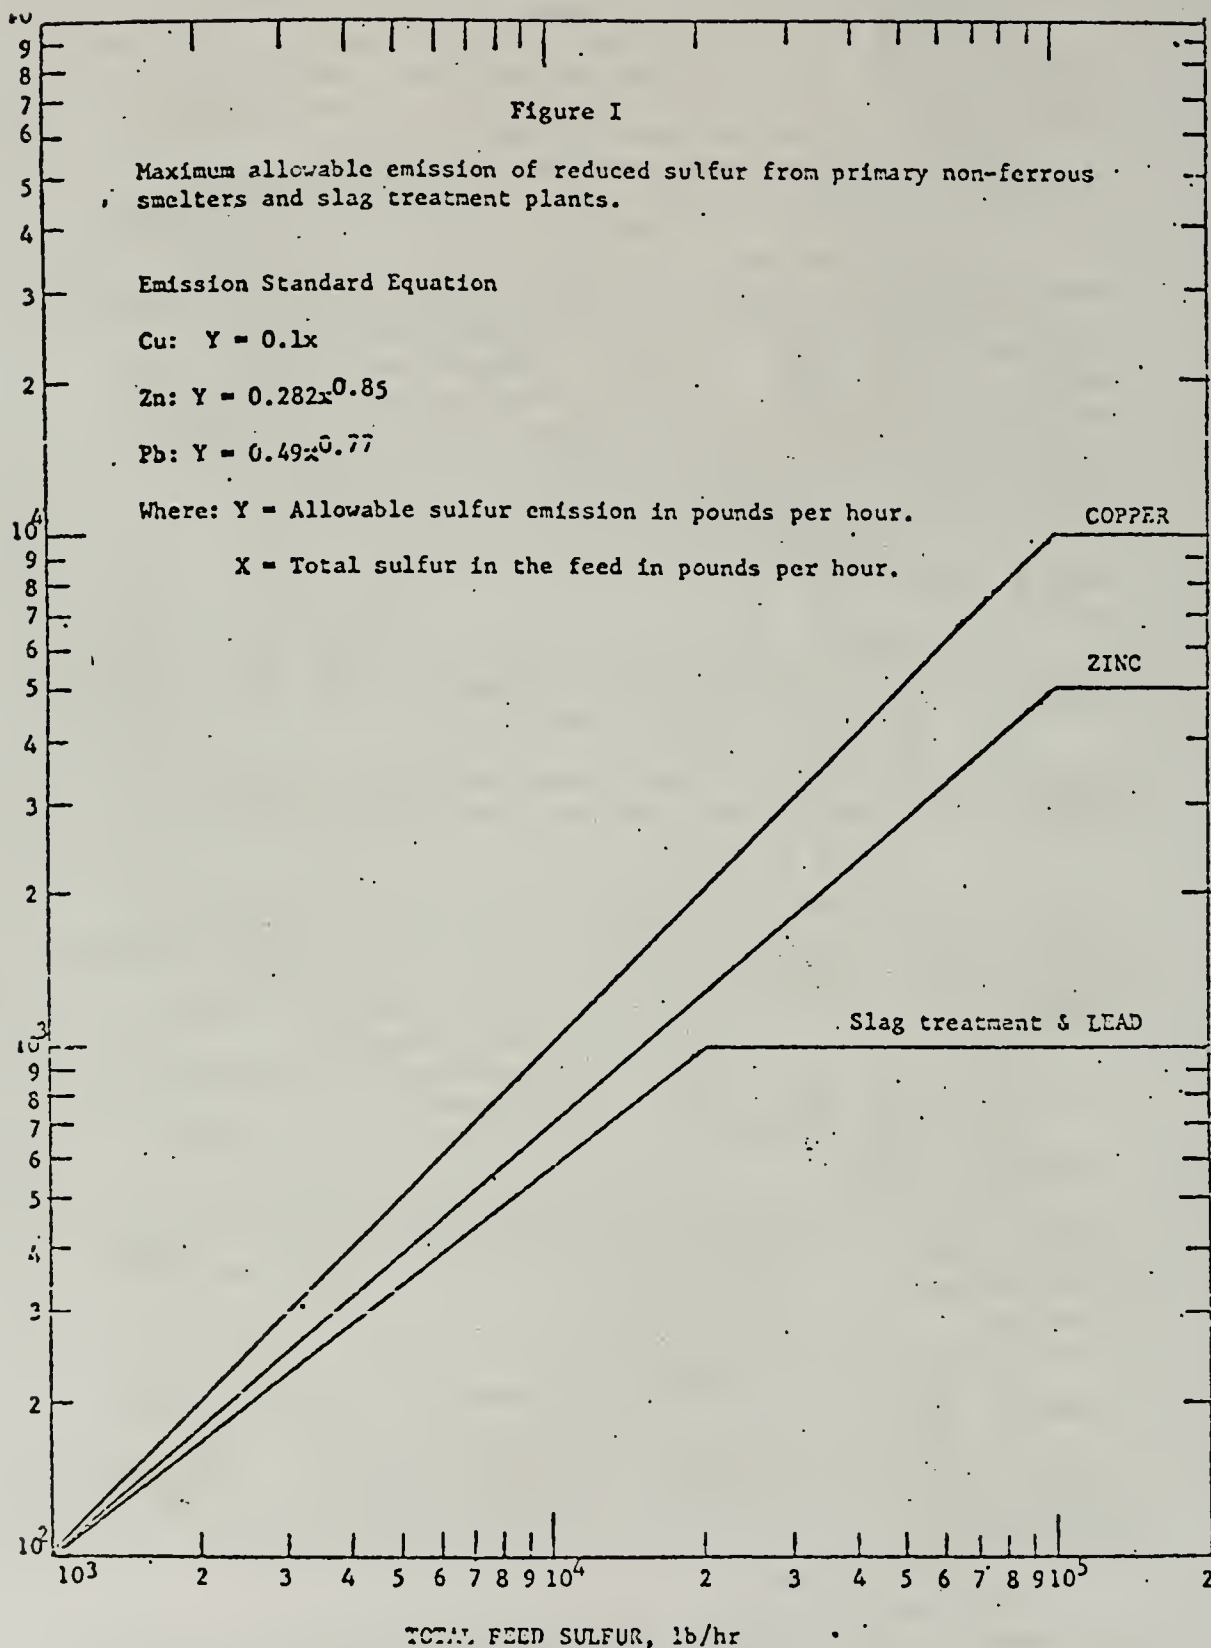 9
8
7
6
5
4
3
2
10⁴
9
8
7
6
5
4
3
2
10³
9
8
7
6
5
4
3
2
10²
Figure I
Maximum allowable emission of reduced sulfur from primary non-ferrous
smelters and slag treatment plants.
Emission Standard Equation
Cu: Y = 0.1x
Zn: Y = 0.282x^0.85
Pb: Y = 0.49x^0.77
Where: Y = Allowable sulfur emission in pounds per hour.
X = Total sulfur in the feed in pounds per hour.
COPPER
ZINC
Slag treatment & LEAD
10³ 2 3 4 5 6 7 8 9 10⁴ 2 3 4 5 6 7 8 9 10⁵ 2
TOTAL FEED SULFUR, lb/hr